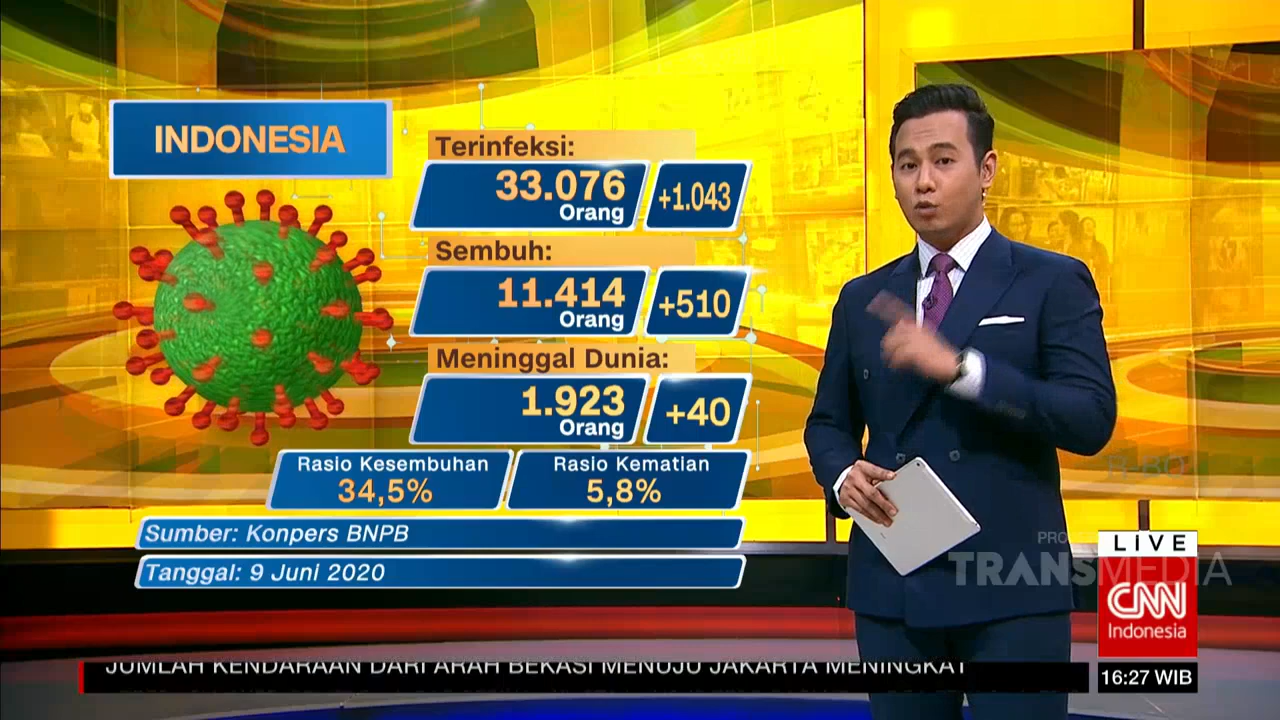 INDONESIA
Terinfeksi:
33.076
Orang
+1.043
Sembuh:
11.414
Orang
+510
Meninggal Dunia:
1.923
Orang
+40
Rasio Kesembuhan
34,5%
Rasio Kematian
5,8%
Sumber: Konpers BNPB
Tanggal: 9 Juni 2020
TRANSMEDIA
LIVE
CNN
Indonesia
JUMLAH KENDARAAN DARI ARAH BEKASI MENUJU JAKARTA MENINGKAT
16:27 WIB